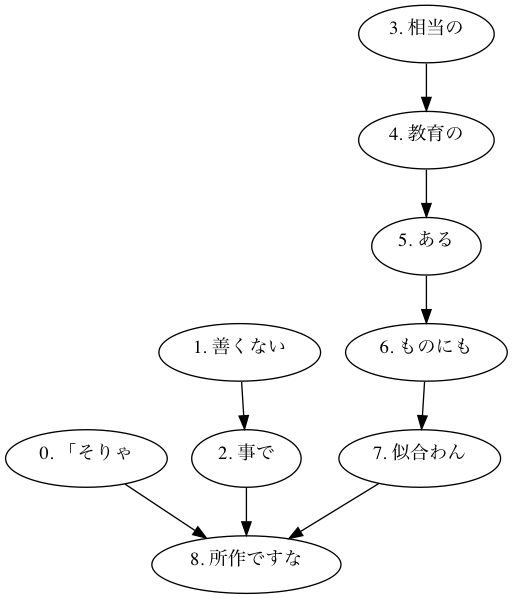 3. 相当の
4. 教育の
5. ある
1. 善くない
6. ものにも
0. 「そりゃ
2. 事で
7. 似合わん
8. 所作ですな